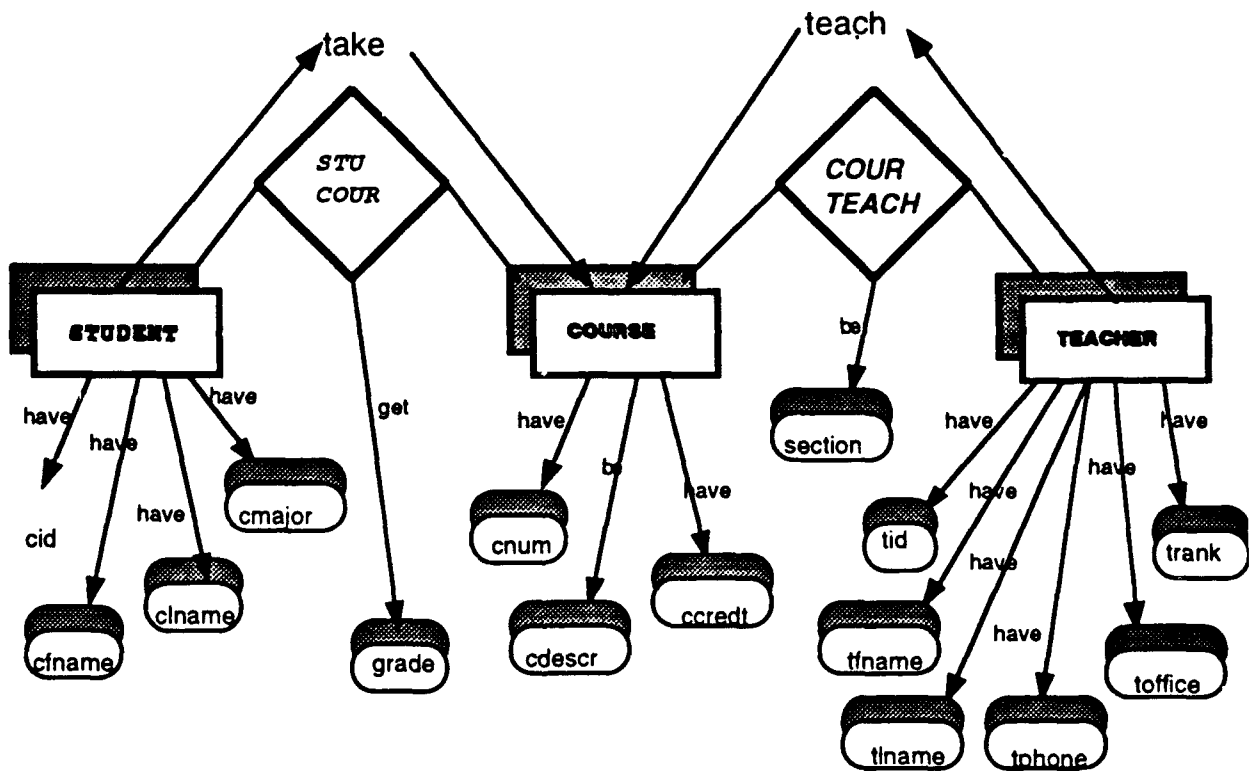 take
teach
STU
COUR
COUR
TEACH
STUDENT
COURSE
TEACHER
be
have
have
have
get
have
be
have
have
have
have
have
have
have
have
cid
cmajor
cfname
clname
grade
cnum
cdescr
ccredt
section
tid
tfname
tlname
tphone
toffice
trank